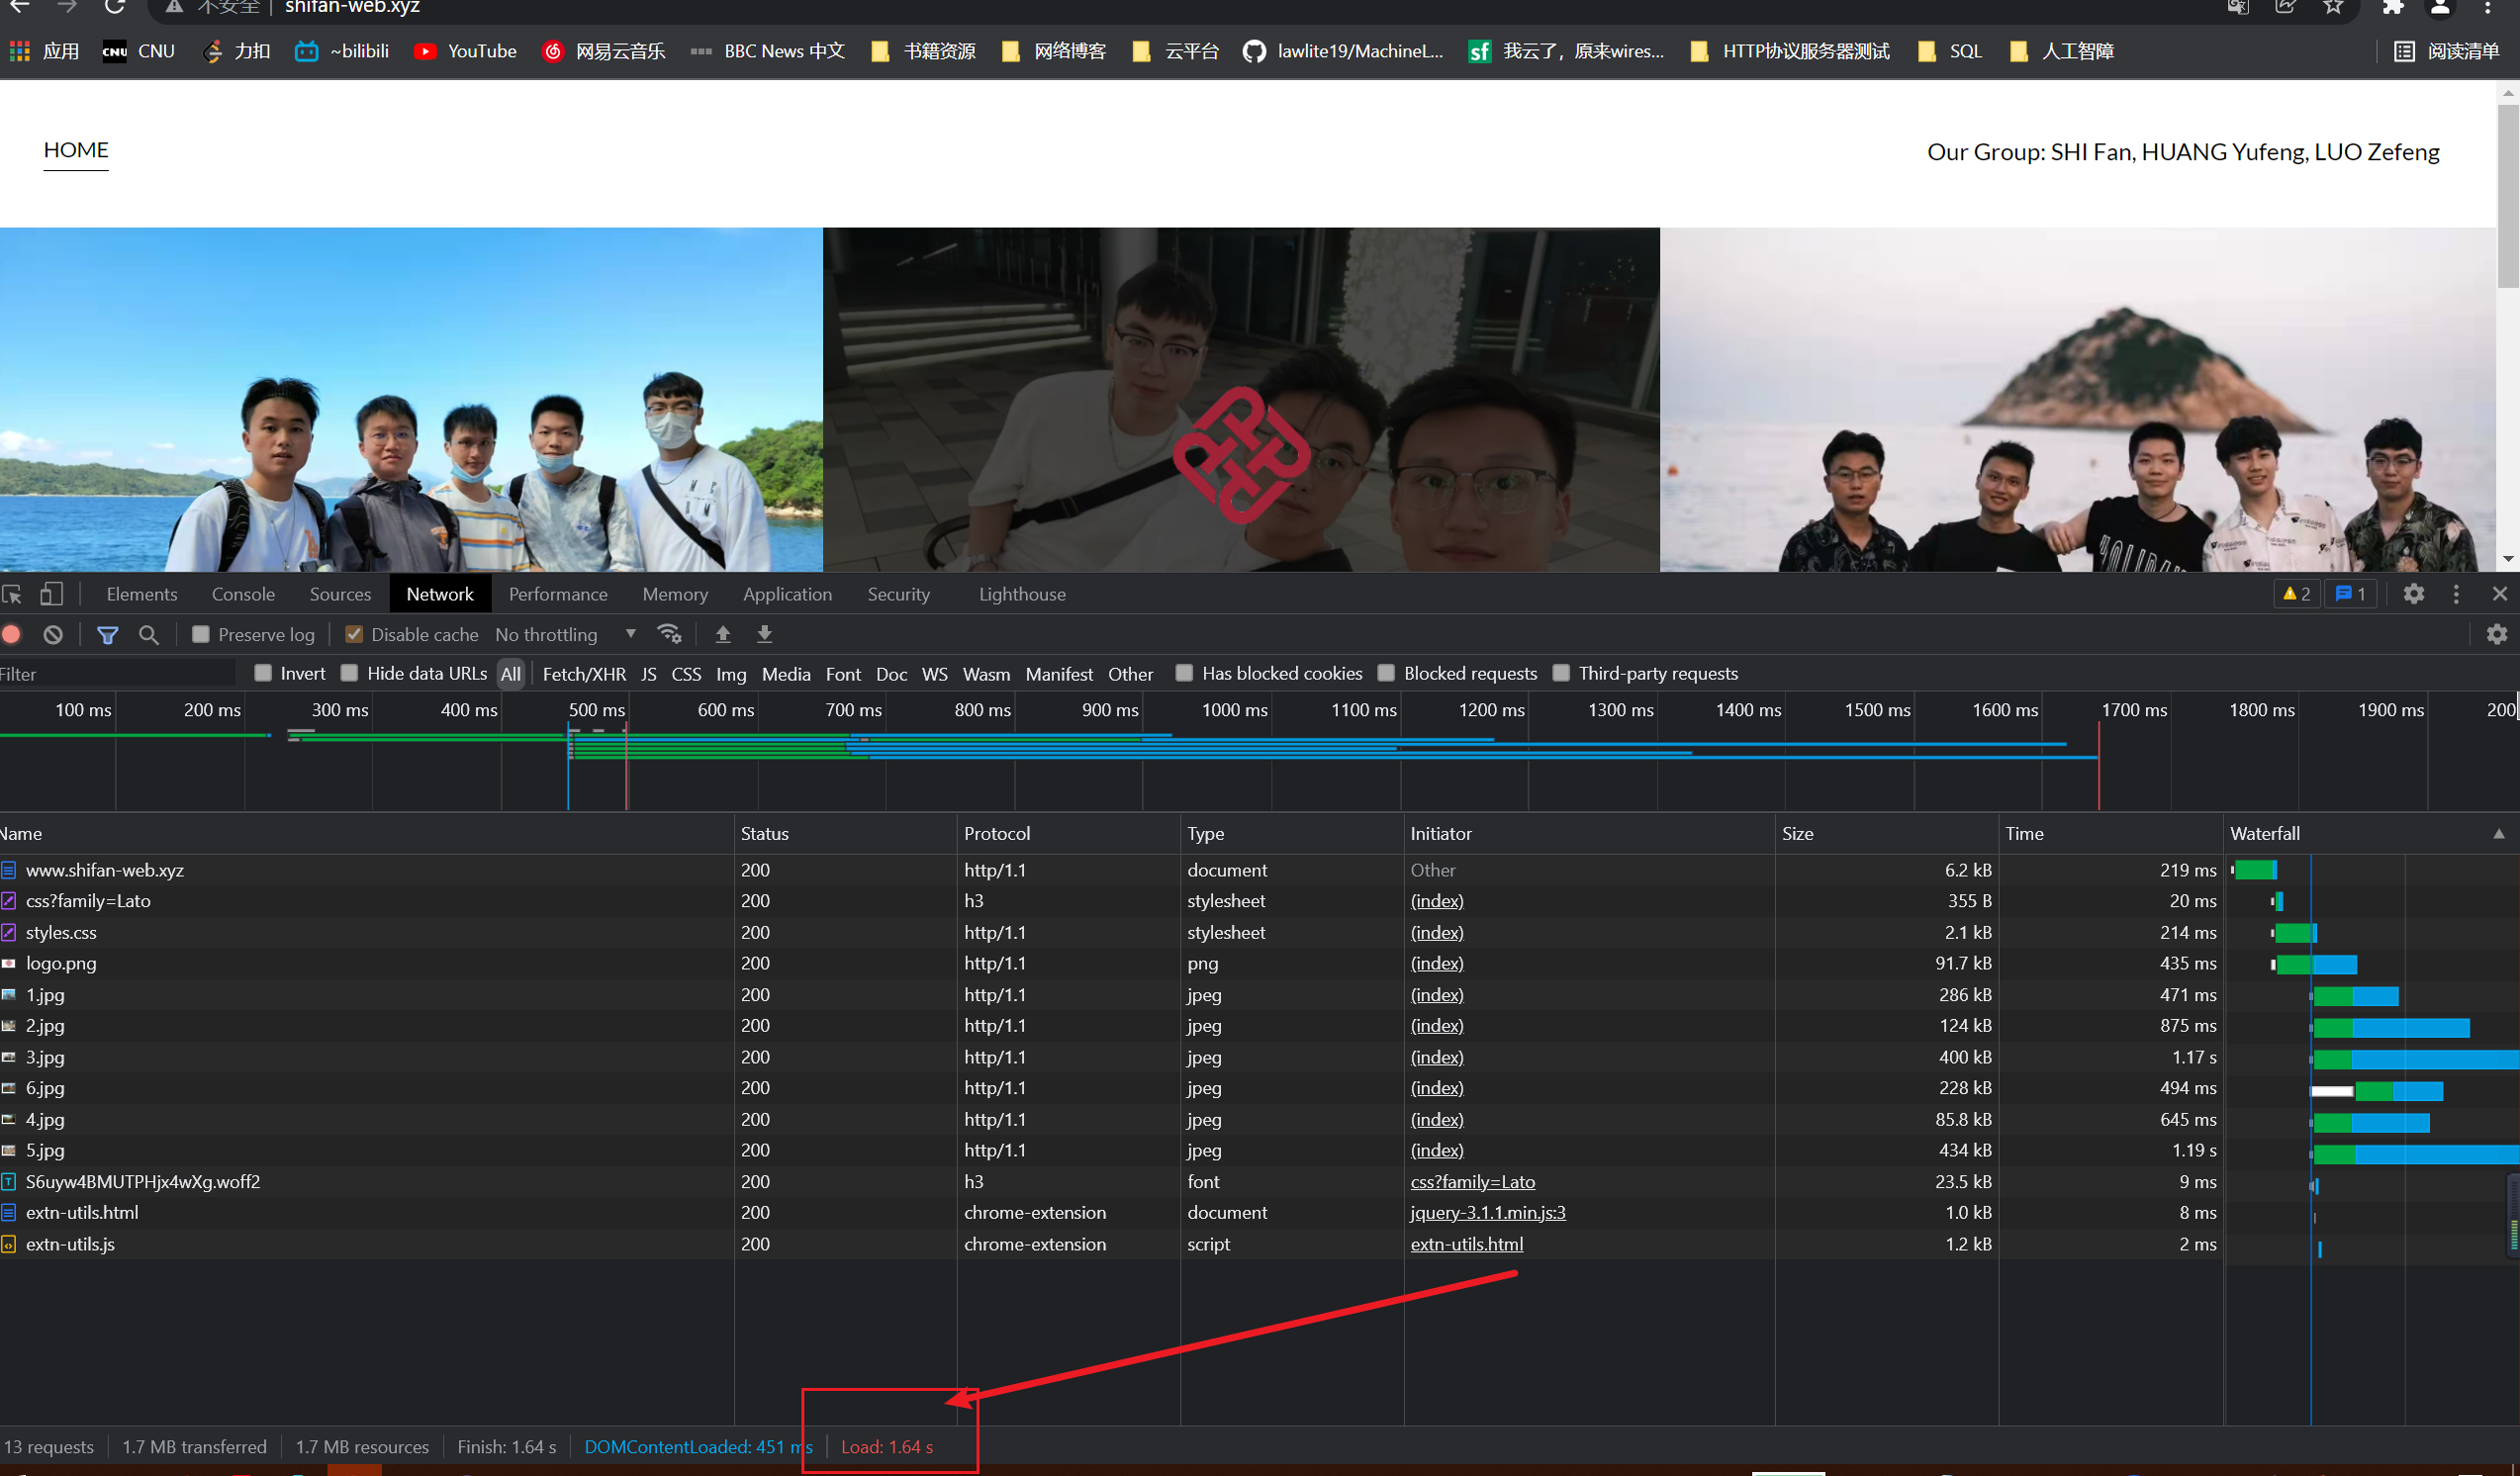 不安全 | shifan-web.xyz
应用 CNU CNU 力扣 ~bilibili YouTube 网易云音乐 BBC NEWS BBC News 中文 书籍资源 网络博客 云平台 lawlite19/MachineL... sf 我云了，原来wires... HTTP协议服务器测试 SQL 人工智障 阅读清单
HOME Our Group: SHI Fan, HUANG Yufeng, LUO Zefeng
Elements Console Sources Network Performance Memory Application Security Lighthouse 2 1
Preserve log Disable cache No throttling
Filter Invert Hide data URLs All Fetch/XHR JS CSS Img Media Font Doc WS Wasm Manifest Other Has blocked cookies Blocked requests Third-party requests
100 ms 200 ms 300 ms 400 ms 500 ms 600 ms 700 ms 800 ms 900 ms 1000 ms 1100 ms 1200 ms 1300 ms 1400 ms 1500 ms 1600 ms 1700 ms 1800 ms 1900 ms 200
Name Status Protocol Type Initiator Size Time Waterfall
www.shifan-web.xyz 200 http/1.1 document Other 6.2 kB 219 ms
css?family=Lato 200 h3 stylesheet (index) 355 B 20 ms
styles.css 200 http/1.1 stylesheet (index) 2.1 kB 214 ms
logo.png 200 http/1.1 png (index) 91.7 kB 435 ms
1.jpg 200 http/1.1 jpeg (index) 286 kB 471 ms
2.jpg 200 http/1.1 jpeg (index) 124 kB 875 ms
3.jpg 200 http/1.1 jpeg (index) 400 kB 1.17 s
6.jpg 200 http/1.1 jpeg (index) 228 kB 494 ms
4.jpg 200 http/1.1 jpeg (index) 85.8 kB 645 ms
5.jpg 200 http/1.1 jpeg (index) 434 kB 1.19 s
S6uyw4BMUTPHjx4wXg.woff2 200 h3 font css?family=Lato 23.5 kB 9 ms
extn-utils.html 200 chrome-extension document jquery-3.1.1.min.js:3 1.0 kB 8 ms
extn-utils.js 200 chrome-extension script extn-utils.html 1.2 kB 2 ms
13 requests 1.7 MB transferred 1.7 MB resources Finish: 1.64 s DOMContentLoaded: 451 ms Load: 1.64 s